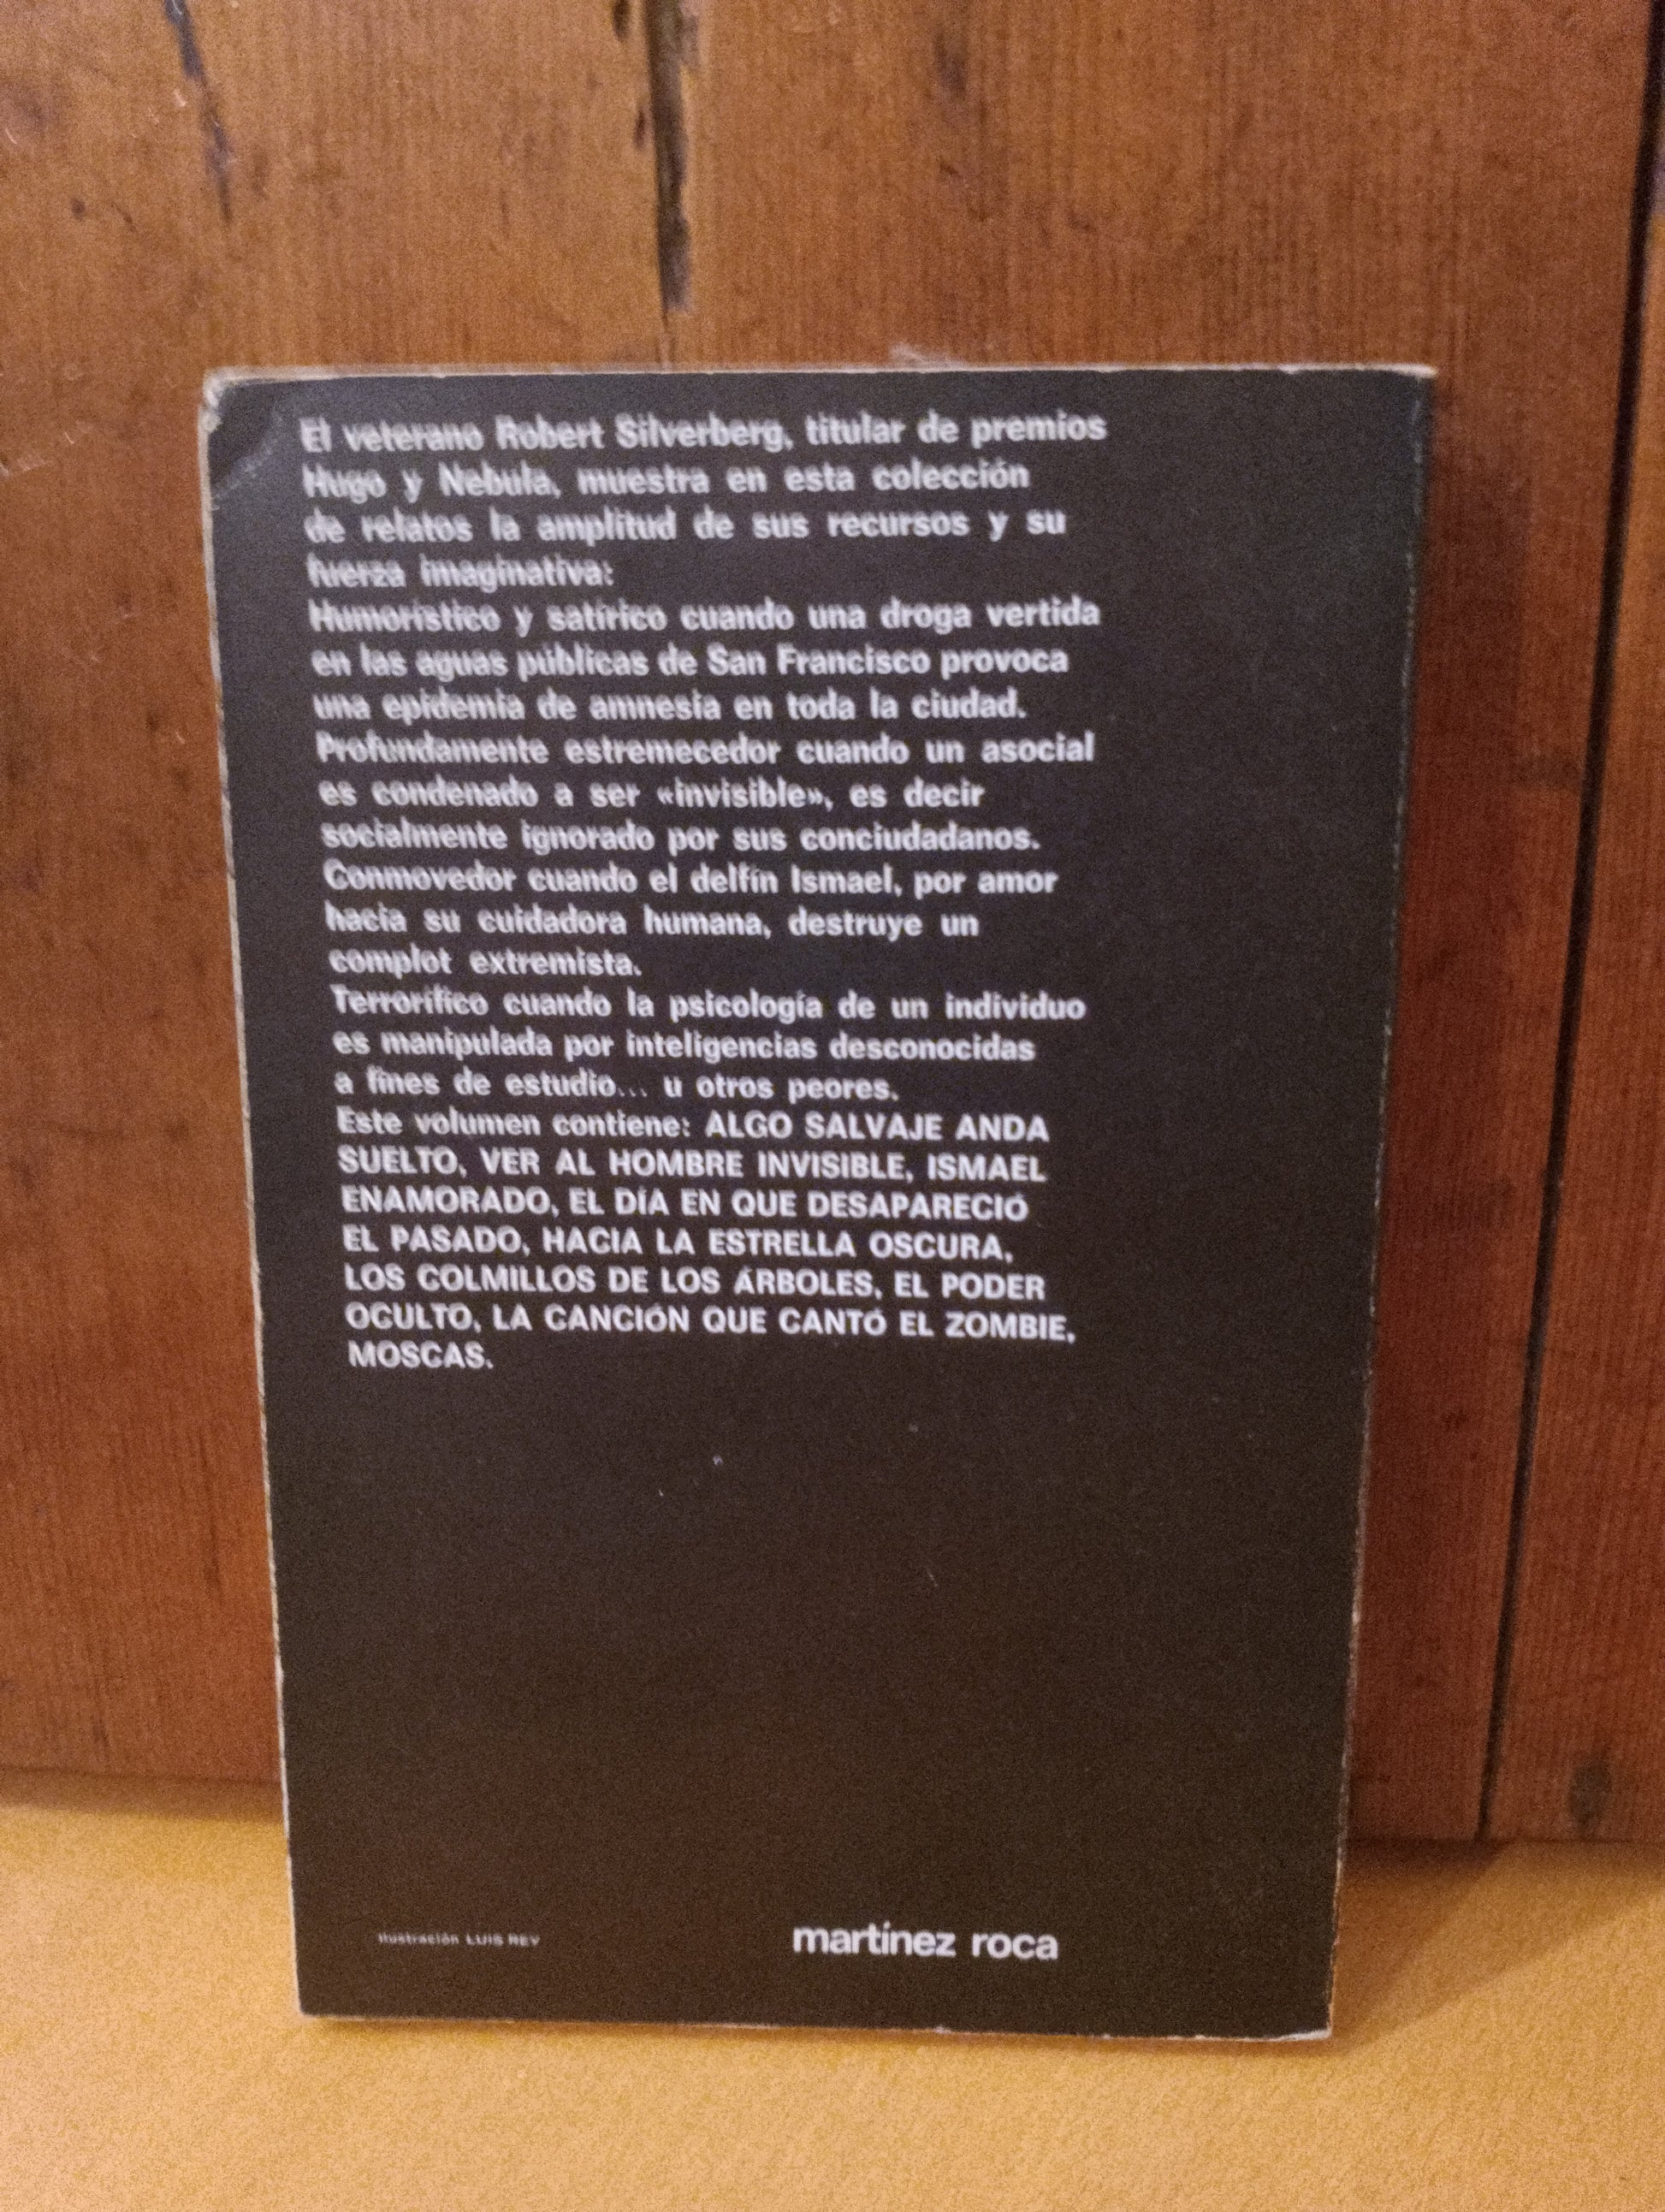 El veterano Robert Silverberg, titular de premios
Hugo y Nebula, muestra en esta colección
de relatos la amplitud de sus recursos y su
fuerza imaginativa:
Humorístico y satírico cuando una droga vertida
en las aguas públicas de San Francisco provoca
una epidemia de amnesia en toda la ciudad.
Profundamente estremecedor cuando un asocial
es condenado a ser «invisible», es decir
socialmente ignorado por sus conciudadanos.
Conmovedor cuando el delfín Ismael, por amor
hacia su cuidadora humana, destruye un
complot extremista.
Terrorífico cuando la psicología de un individuo
es manipulada por inteligencias desconocidas
a fines de estudio... u otros peores.
Este volumen contiene: ALGO SALVAJE ANDA
SUELTO, VER AL HOMBRE INVISIBLE, ISMAEL
ENAMORADO, EL DÍA EN QUE DESAPARECIÓ
EL PASADO, HACIA LA ESTRELLA OSCURA,
LOS COLMILLOS DE LOS ÁRBOLES, EL PODER
OCULTO, LA CANCIÓN QUE CANTÓ EL ZOMBIE,
MOSCAS.
ilustración LUIS REY
martínez roca